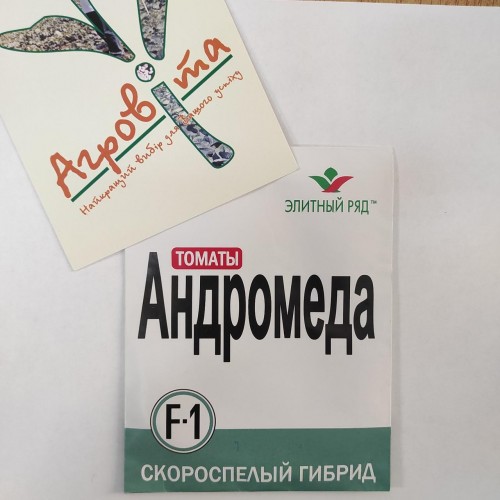 Агровіта
Найкращий вибір для вашого успіху
ЭЛИТНЫЙ РЯД™
ТОМАТЫ
Андромеда
F-1
СКОРОСПЕЛЫЙ ГИБРИД